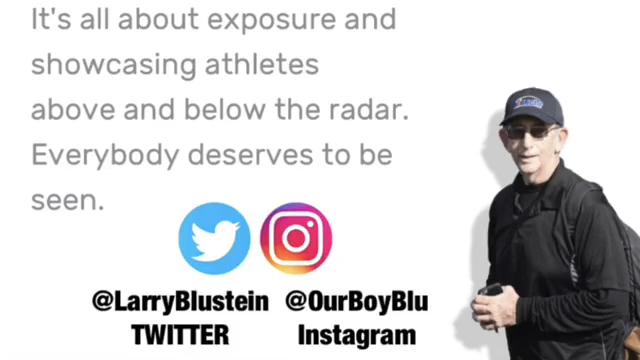 It's all about exposure and
showcasing athletes
above and below the radar.
Everybody deserves to be
seen.
@LarryBlustein @OurBoyBlu
TWITTER Instagram